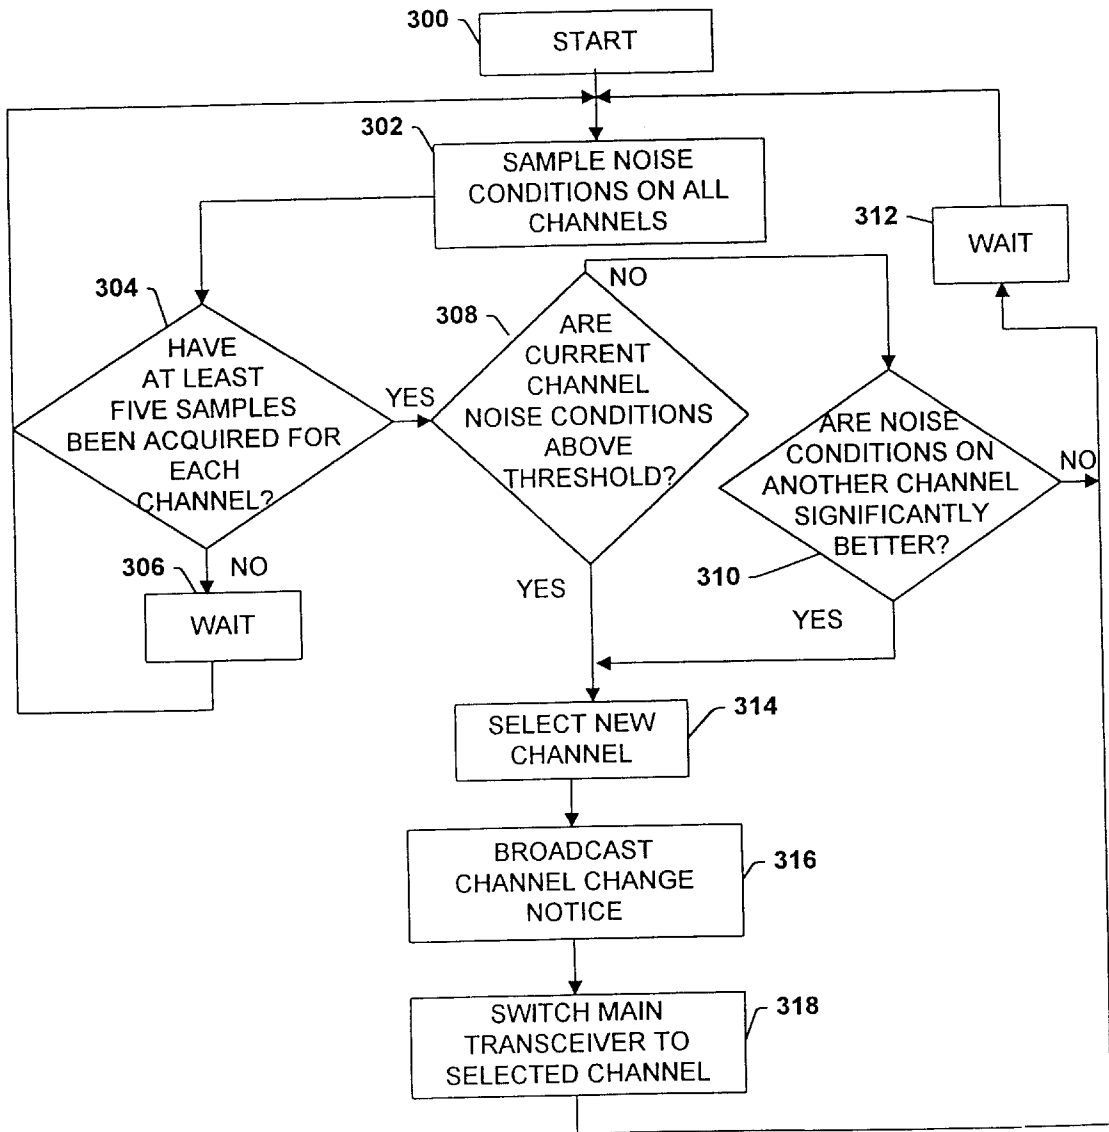 300
START
302
SAMPLE NOISE
CONDITIONS ON ALL
CHANNELS
312
WAIT
304
HAVE
AT LEAST
FIVE SAMPLES
BEEN ACQUIRED FOR
EACH
CHANNEL?
YES
308
NO
ARE
CURRENT
CHANNEL
NOISE CONDITIONS
ABOVE
THRESHOLD?
ARE NOISE
CONDITIONS ON
ANOTHER CHANNEL
SIGNIFICANTLY
BETTER?
NO
310
306
NO
WAIT
YES
YES
SELECT NEW
CHANNEL
314
BROADCAST
CHANNEL CHANGE
NOTICE
316
SWITCH MAIN
TRANSCEIVER TO
SELECTED CHANNEL
318